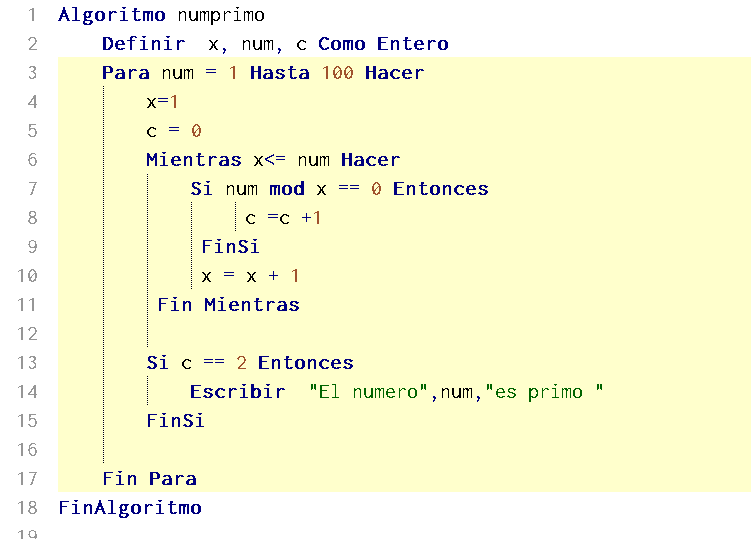 1 Algoritmo numprimo
2 Definir x, num, c Como Entero
3 Para num = 1 Hasta 100 Hacer
4 x=1
5 c = 0
6 Mientras x<= num Hacer
7 Si num mod x == 0 Entonces
8 c =c +1
9 FinSi
10 x = x + 1
11 Fin Mientras
12
13 Si c == 2 Entonces
14 Escribir "El numero",num,"es primo "
15 FinSi
16
17 Fin Para
18 FinAlgoritmo
19